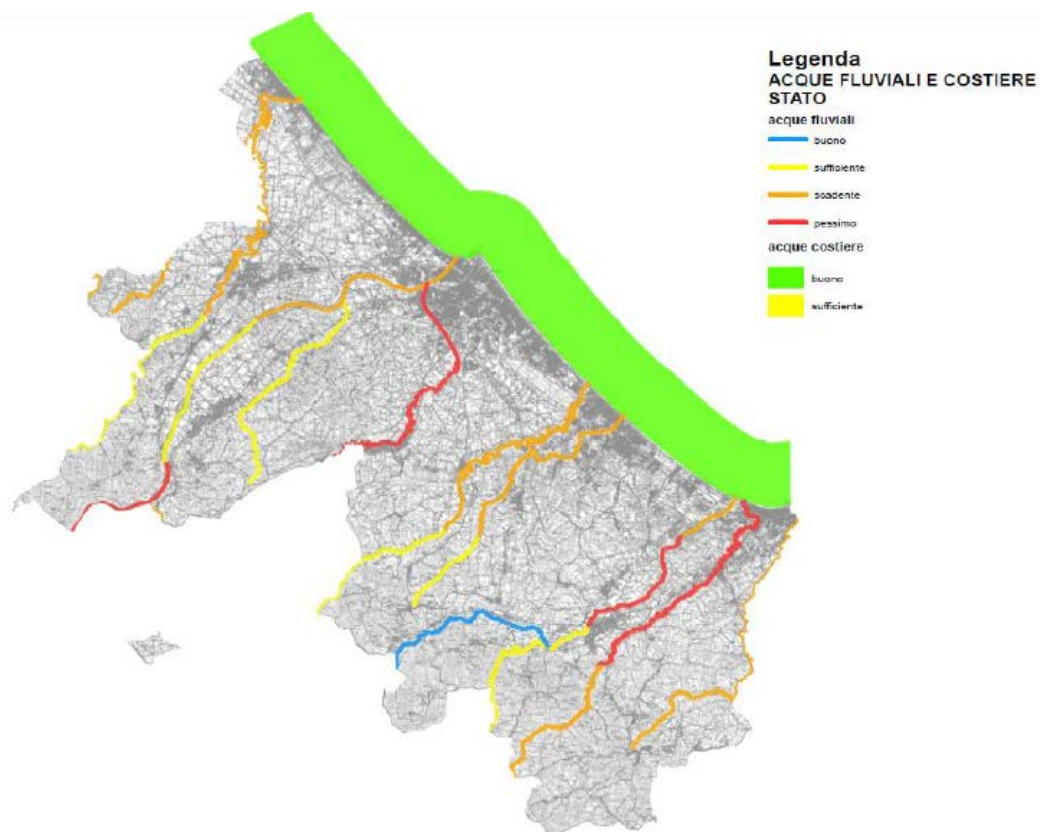 Legenda
ACQUE FLUVIALI E COSTIERE
STATO
acque fluviali
buono
sufficiente
scadente
pessimo
acque costiere
buono
sufficiente